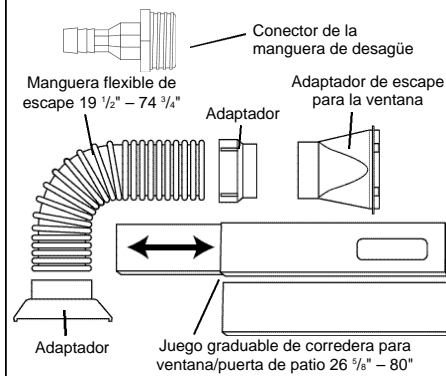 Conector de la
manguera de desagüe
Manguera flexible de
escape 19 1/2" – 74 3/4"
Adaptador
Adaptador de escape
para la ventana
Adaptador
Juego graduable de corredera para
ventana/puerta de patio 26 5/8" – 80"